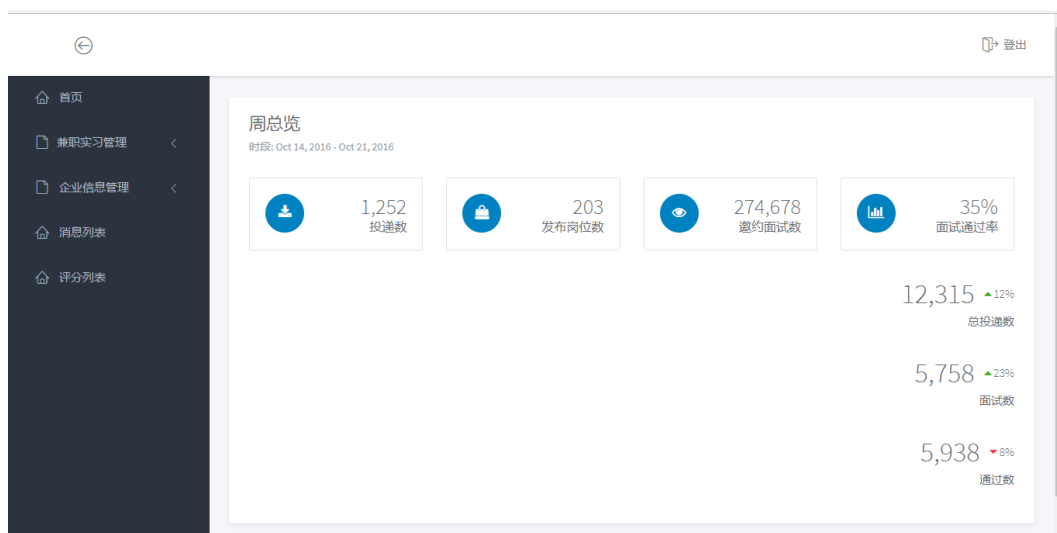 登出
首页
兼职实习管理
企业信息管理
消息列表
评分列表
周总览
时段: Oct 14, 2016 - Oct 21, 2016
1,252
投递数
203
发布岗位数
274,678
邀约面试数
35%
面试通过率
12,315 12%
总投递数
5,758 23%
面试数
5,938 8%
通过数